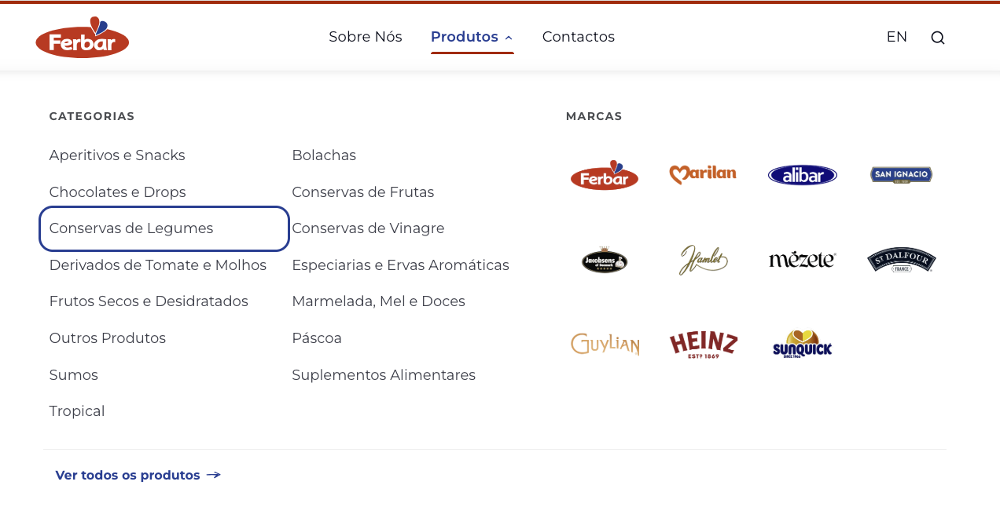 Ferbar
Sobre Nós
Produtos
Contactos
EN
CATEGORIAS
Aperitivos e Snacks
Chocolates e Drops
Conservas de Legumes
Derivados de Tomate e Molhos
Frutos Secos e Desidratados
Outros Produtos
Sumos
Tropical
Bolachas
Conservas de Frutas
Conservas de Vinagre
Especiarias e Ervas Aromáticas
Marmelada, Mel e Doces
Páscoa
Suplementos Alimentares
MARCAS
Ferbar
Marilan
alibar
SAN IGNACIO
Jacobsens
of Denmark
Hamlet
mèzete
ST DALFOUR
FRANCE
GUYLIAN
HEINZ
ESTD 1869
SUNQUICK
SINCE 1966
Ver todos os produtos →